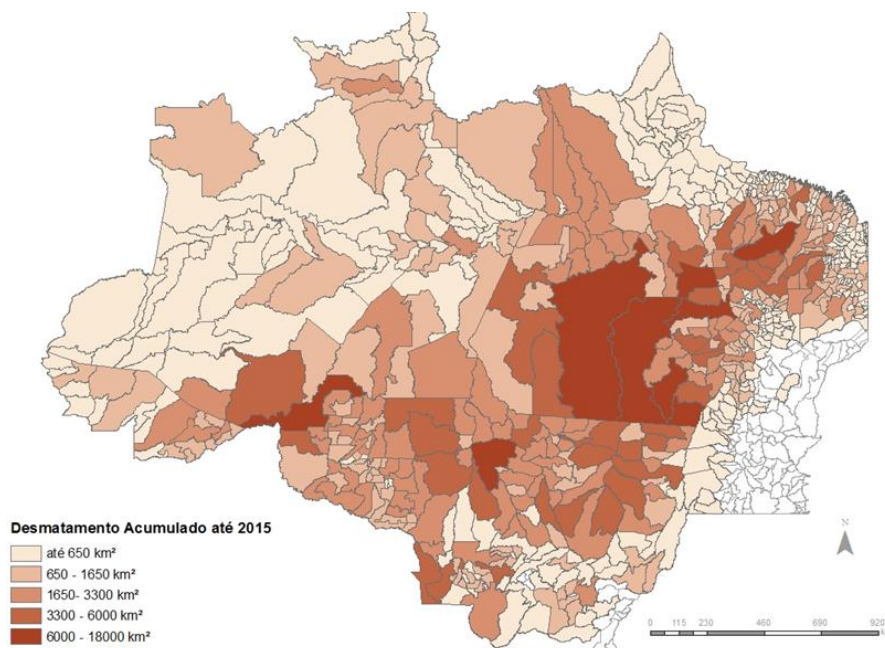 Desmatamento Acumulado até 2015
até 650 km²
650 - 1650 km²
1650- 3300 km²
3300 - 6000 km²
6000 - 18000 km²
N
0 115 230 460 690 920